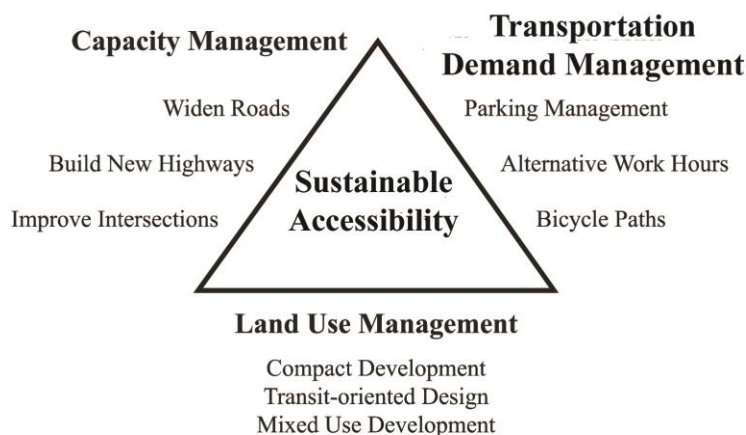 Capacity Management
Widen Roads
Build New Highways
Improve Intersections
Transportation
Demand Management
Parking Management
Alternative Work Hours
Bicycle Paths
Sustainable
Accessibility
Land Use Management
Compact Development
Transit-oriented Design
Mixed Use Development